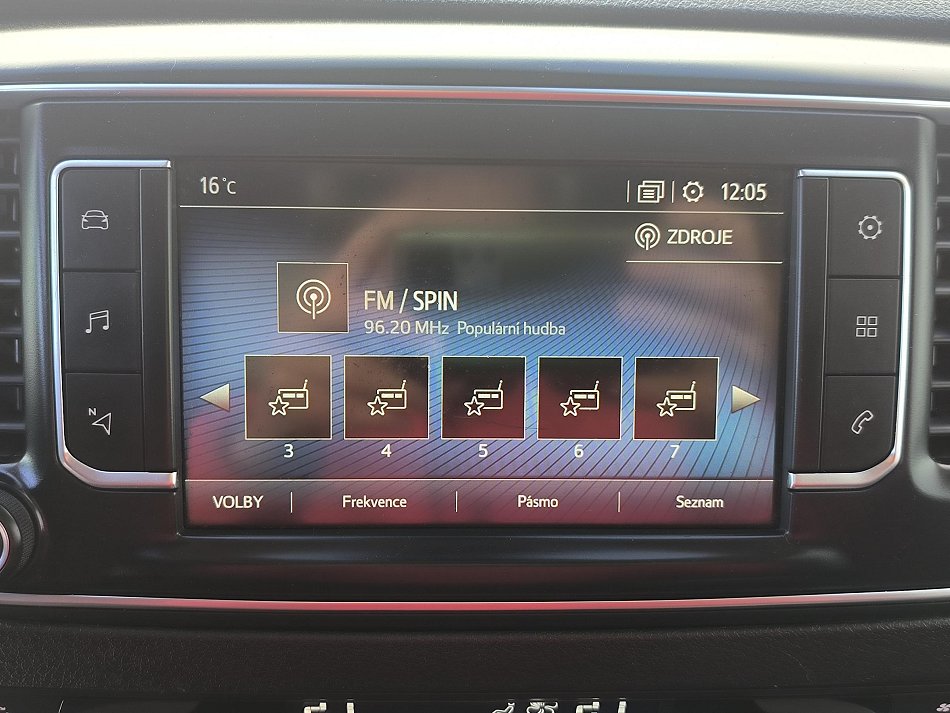 16°C 12:05
ZDROJE
FM / SPIN
96.20 MHz Populární hudba
3 4 5 6 7
VOLBY Frekvence Pásmo Seznam
N